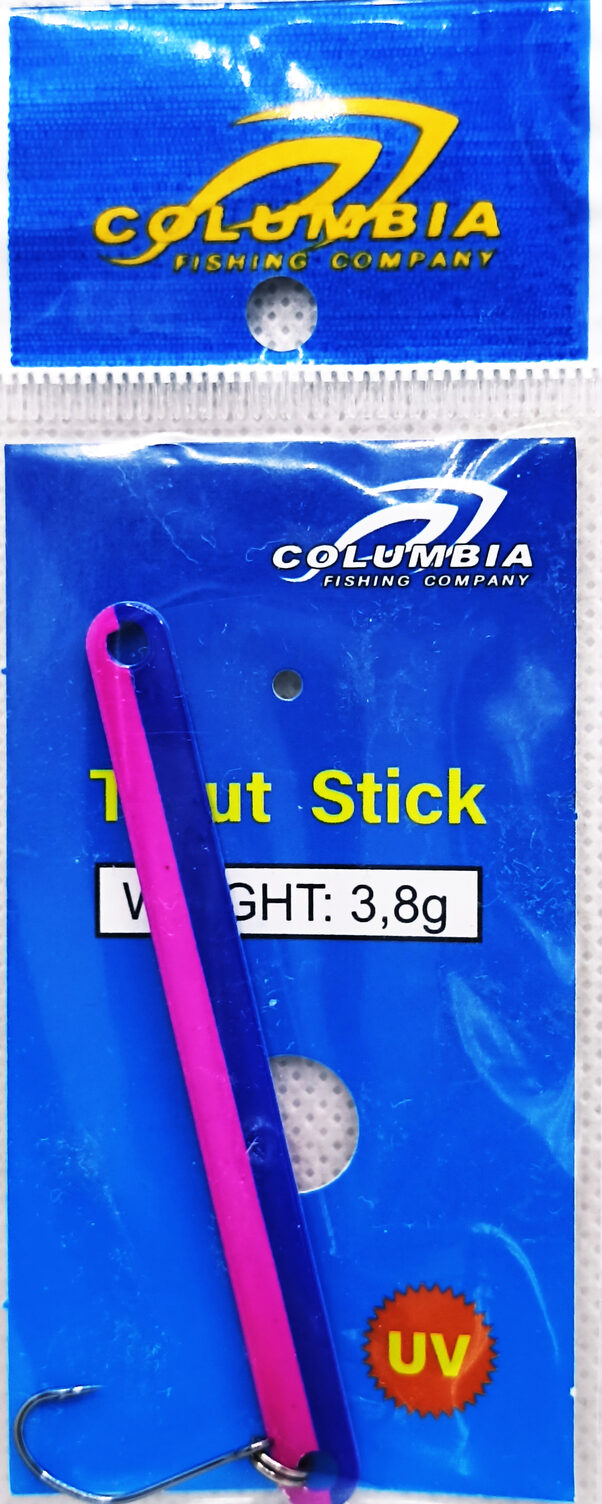 COLUMBIA
FISHING COMPANY
COLUMBIA
FISHING COMPANY
Stick
3,8g
UV